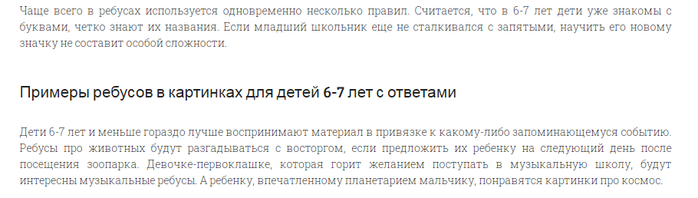 Чаще всего в ребусах используется одновременно несколько правил. Считается, что в 6-7 лет дети уже знакомы с
буквами, четко знают их названия. Если младший школьник еще не сталкивался с запятыми, научить его новому
значку не составит особой сложности.
Примеры ребусов в картинках для детей 6-7 лет с ответами
Дети 6-7 лет и меньше гораздо лучше воспринимают материал в привязке к какому-либо запоминающемуся событию.
Ребусы про животных будут разгадываться с восторгом, если предложить их ребенку на следующий день после
посещения зоопарка. Девочке-первоклашке, которая горит желанием поступать в музыкальную школу, будут
интересны музыкальные ребусы. А ребенку, впечатленному планетарием мальчику, понравятся картинки про космос.